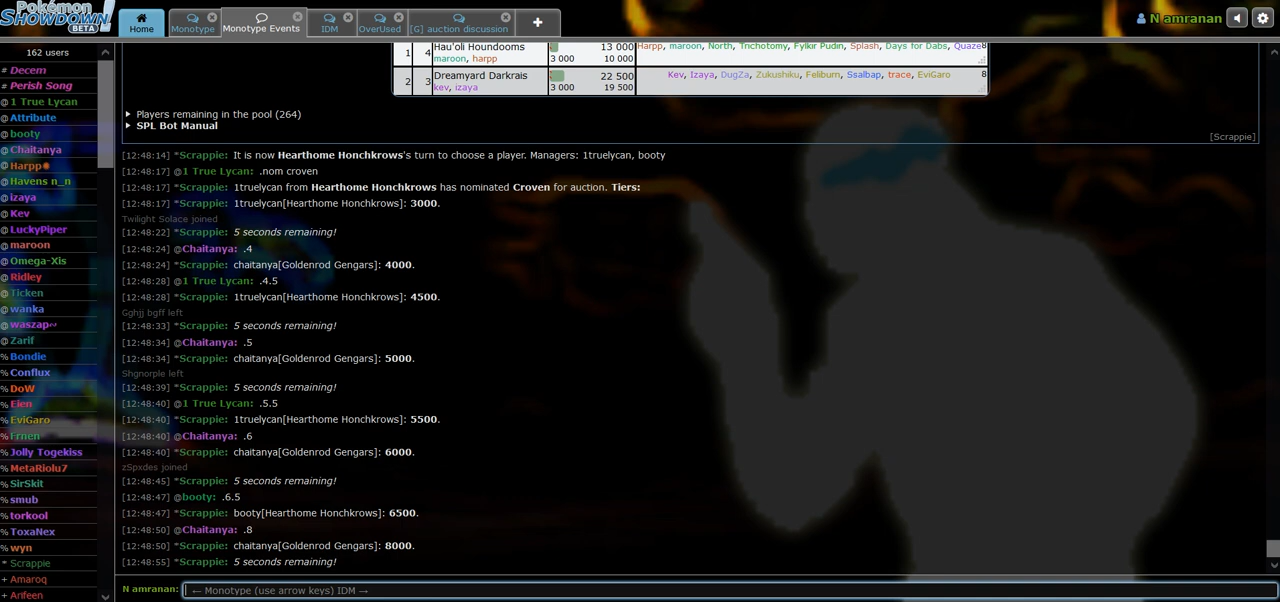 Pokémon
Showdown
BETA!
Home
Monotype
Monotype Events
IDM
OverUsed
[G] auction discussion
+
N amranan
162 users
# Decem
# Perish Song
@ 1 True Lycan
@ Attribute
@ booty
@ Chaitanya
@ Harpp
@ Havens n_n
@ izaya
@ Kev
@ LuckyPiper
@ maroon
@ Omega-Xis
@ Ridley
@ Ticken
@ wanka
@ waszap~
@ Zarif
% Bondie
% Conflux
% DoW
% Elen
% EviGaro
% Frnen
% Jolly Togekiss
% MetaRiolu7
% SirSkit
% smub
% torkool
% ToxaNex
% wyn
* Scrappie
+ Amaroq
+ Arifeen
1 4 Hau'oli Houndooms 13 000 Harpp, maroon, North, Trichotomy, Fylkir Pudin, Splash, Days for Dabs, Quaze 8
maroon, harpp 3 000 10 000
2 3 Dreamyard Darkrais 22 500 Kev, Izaya, DugZa, Zukushiku, Feliburn, Ssalbap, trace, EviGaro 8
kev, izaya 3 000 19 500
Players remaining in the pool (264)
SPL Bot Manual
[Scrappie]
[12:48:14] *Scrappie: It is now Hearthome Honchkrows's turn to choose a player. Managers: 1truelycan, booty
[12:48:17] @1 True Lycan: .nom croven
[12:48:17] *Scrappie: 1truelycan from Hearthome Honchkrows has nominated Croven for auction. Tiers:
[12:48:17] *Scrappie: 1truelycan[Hearthome Honchkrows]: 3000.
Twilight Solace joined
[12:48:22] *Scrappie: 5 seconds remaining!
[12:48:24] @Chaitanya: .4
[12:48:24] *Scrappie: chaitanya[Goldenrod Gengars]: 4000.
[12:48:28] @1 True Lycan: .4.5
[12:48:28] *Scrappie: 1truelycan[Hearthome Honchkrows]: 4500.
Gghjj bgff left
[12:48:33] *Scrappie: 5 seconds remaining!
[12:48:34] @Chaitanya: .5
[12:48:34] *Scrappie: chaitanya[Goldenrod Gengars]: 5000.
Shgnorple left
[12:48:39] *Scrappie: 5 seconds remaining!
[12:48:40] @1 True Lycan: .5.5
[12:48:40] *Scrappie: 1truelycan[Hearthome Honchkrows]: 5500.
[12:48:40] @Chaitanya: .6
[12:48:40] *Scrappie: chaitanya[Goldenrod Gengars]: 6000.
zSpxdes joined
[12:48:45] *Scrappie: 5 seconds remaining!
[12:48:47] @booty: .6.5
[12:48:47] *Scrappie: booty[Hearthome Honchkrows]: 6500.
[12:48:50] @Chaitanya: .8
[12:48:50] *Scrappie: chaitanya[Goldenrod Gengars]: 8000.
[12:48:55] *Scrappie: 5 seconds remaining!
N amranan: ← Monotype (use arrow keys) IDM →